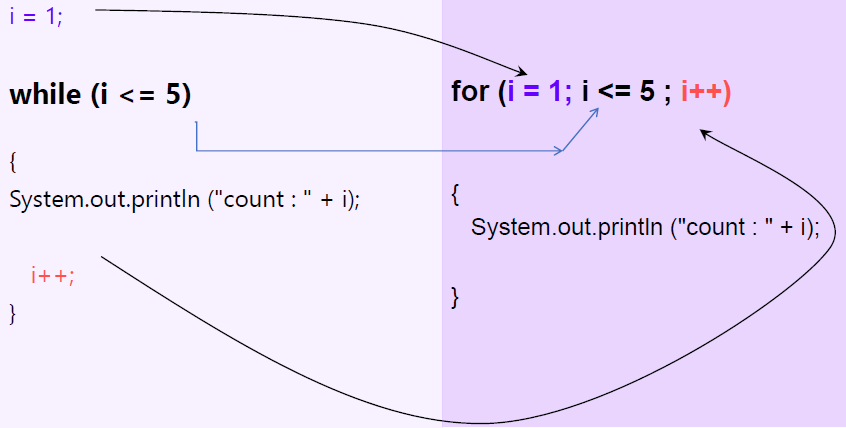 i = 1;
while (i <= 5)
{
System.out.println ("count : " + i);
i++;
}
for (i = 1; i <= 5 ; i++)
{
System.out.println ("count : " + i);
}